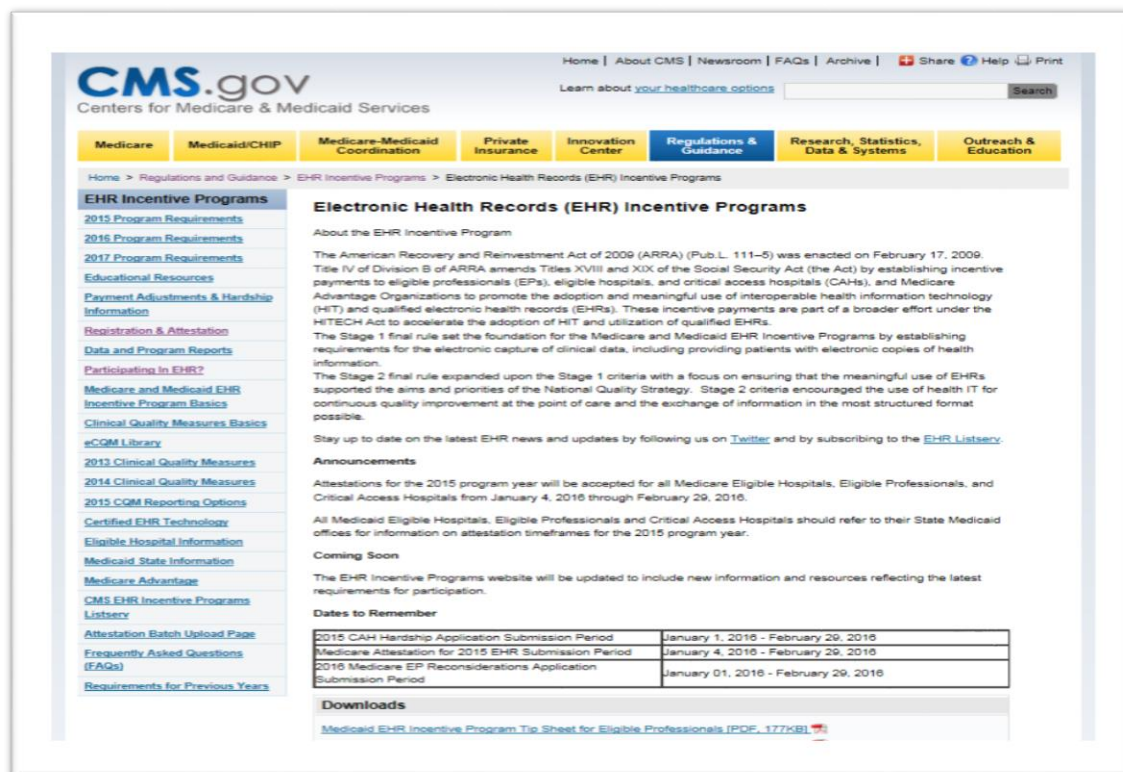 Home | About CMS | Newsroom | FAQs | Archive | Share Help Print
CMS.gov
Centers for Medicare & Medicaid Services
Learn about your healthcare options
Search
Medicare
Medicaid/CHIP
Medicare-Medicaid
Coordination
Private
Insurance
Innovation
Center
Regulations &
Guidance
Research, Statistics,
Data & Systems
Outreach &
Education
Home > Regulations and Guidance > EHR Incentive Programs > Electronic Health Records (EHR) Incentive Programs
EHR Incentive Programs
2015 Program Requirements
2016 Program Requirements
2017 Program Requirements
Educational Resources
Payment Adjustments & Hardship
Information
Registration & Attestation
Data and Program Reports
Participating In EHR?
Medicare and Medicaid EHR
Incentive Program Basics
Clinical Quality Measures Basics
eCQM Library
2013 Clinical Quality Measures
2014 Clinical Quality Measures
2015 CQM Reporting Options
Certified EHR Technology
Eligible Hospital Information
Medicaid State Information
Medicare Advantage
CMS EHR Incentive Programs
Listserv
Attestation Batch Upload Page
Frequently Asked Questions
(FAQs)
Requirements for Previous Years
Electronic Health Records (EHR) Incentive Programs
About the EHR Incentive Program
The American Recovery and Reinvestment Act of 2009 (ARRA) (Pub.L. 111–5) was enacted on February 17, 2009.
Title IV of Division B of ARRA amends Titles XVIII and XIX of the Social Security Act (the Act) by establishing incentive
payments to eligible professionals (EPs), eligible hospitals, and critical access hospitals (CAHs), and Medicare
Advantage Organizations to promote the adoption and meaningful use of interoperable health information technology
(HIT) and qualified electronic health records (EHRs). These incentive payments are part of a broader effort under the
HITECH Act to accelerate the adoption of HIT and utilization of qualified EHRs.
The Stage 1 final rule set the foundation for the Medicare and Medicaid EHR Incentive Programs by establishing
requirements for the electronic capture of clinical data, including providing patients with electronic copies of health
information.
The Stage 2 final rule expanded upon the Stage 1 criteria with a focus on ensuring that the meaningful use of EHRs
supported the aims and priorities of the National Quality Strategy. Stage 2 criteria encouraged the use of health IT for
continuous quality improvement at the point of care and the exchange of information in the most structured format
possible.
Stay up to date on the latest EHR news and updates by following us on Twitter and by subscribing to the EHR Listserv.
Announcements
Attestations for the 2015 program year will be accepted for all Medicare Eligible Hospitals, Eligible Professionals, and
Critical Access Hospitals from January 4, 2016 through February 29, 2016.
All Medicaid Eligible Hospitals, Eligible Professionals and Critical Access Hospitals should refer to their State Medicaid
offices for information on attestation timeframes for the 2015 program year.
Coming Soon
The EHR Incentive Programs website will be updated to include new information and resources reflecting the latest
requirements for participation.
Dates to Remember
2015 CAH Hardship Application Submission Period January 1, 2016 - February 29, 2016
Medicare Attestation for 2015 EHR Submission Period January 4, 2016 - February 29, 2016
2016 Medicare EP Reconsiderations Application
Submission Period January 01, 2016 - February 29, 2016
Downloads
Medicaid EHR Incentive Program Tip Sheet for Eligible Professionals [PDF, 177KB]